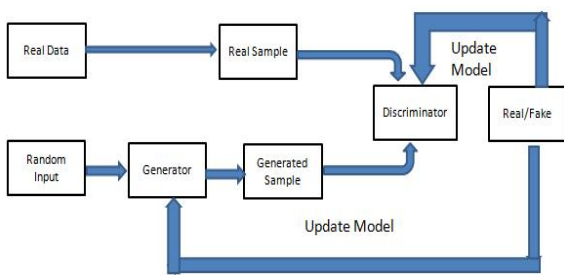 Real Data
Real Sample
Update
Model
Discriminator
Real/Fake
Random
Input
Generator
Generated
Sample
Update Model